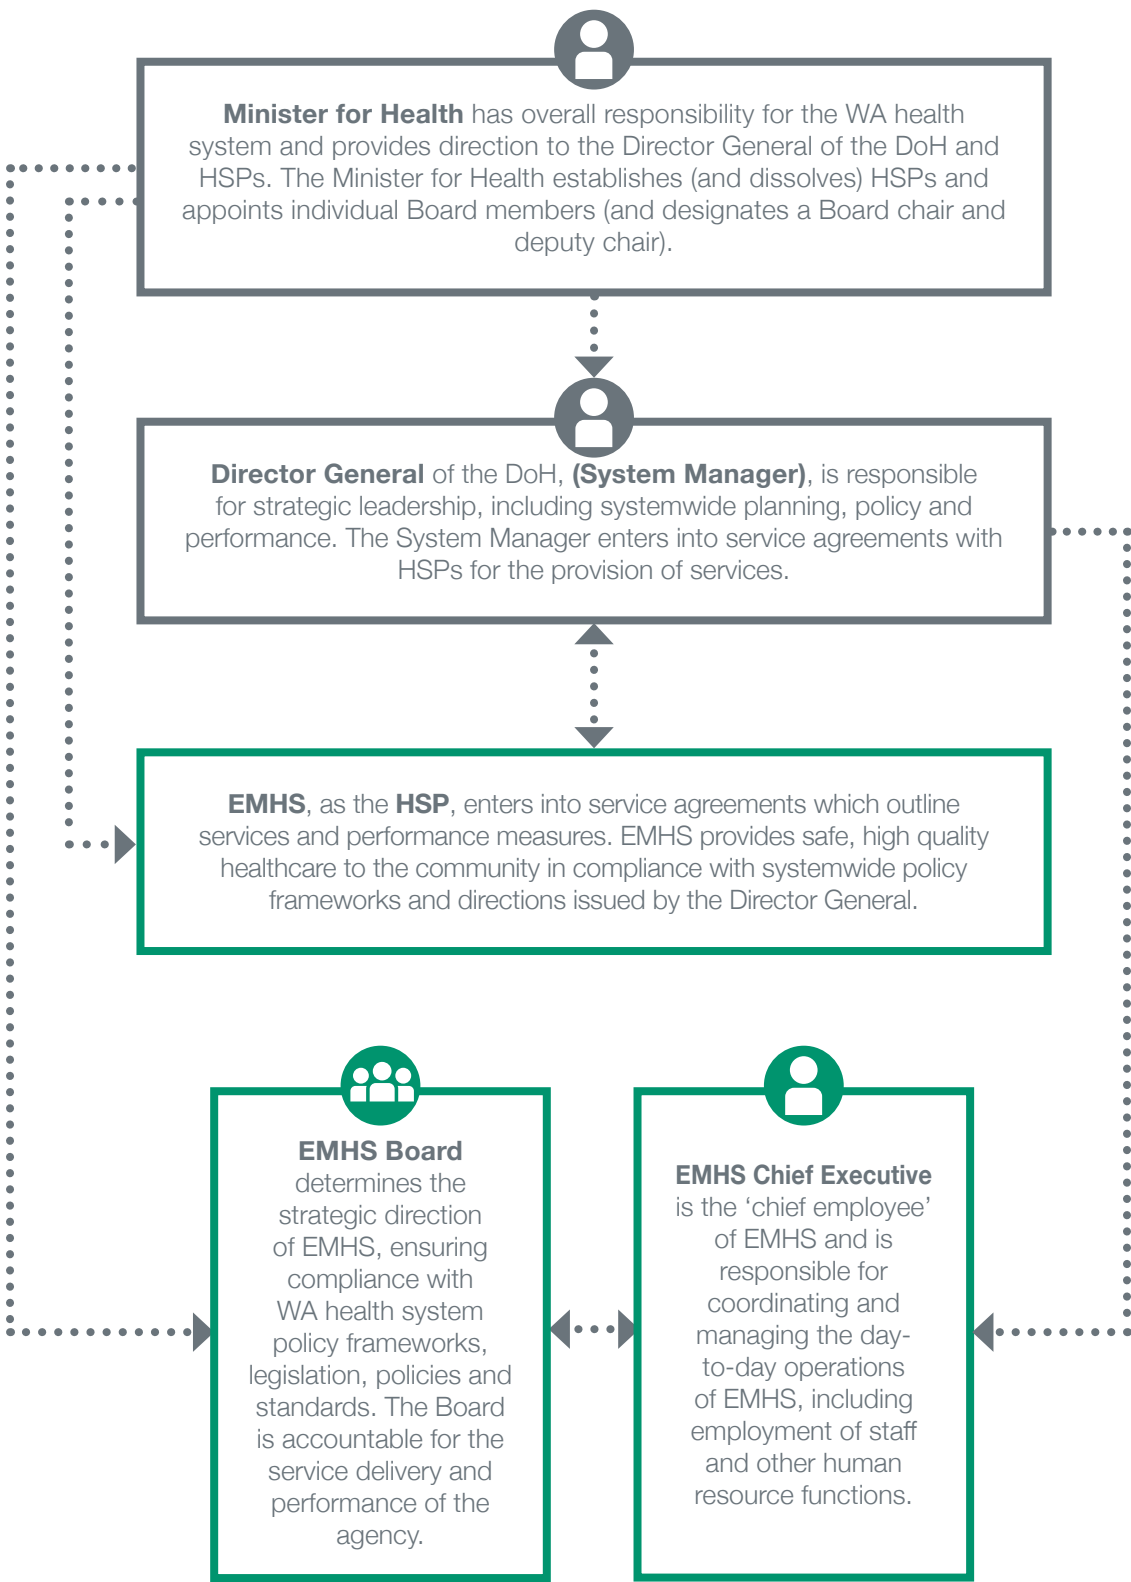 Minister for Health has overall responsibility for the WA health
system and provides direction to the Director General of the DoH and
HSPs. The Minister for Health establishes (and dissolves) HSPs and
appoints individual Board members (and designates a Board chair and
deputy chair).
Director General of the DoH, (System Manager), is responsible
for strategic leadership, including systemwide planning, policy and
performance. The System Manager enters into service agreements with
HSPs for the provision of services.
EMHS, as the HSP, enters into service agreements which outline
services and performance measures. EMHS provides safe, high quality
healthcare to the community in compliance with systemwide policy
frameworks and directions issued by the Director General.
EMHS Board
determines the
strategic direction
of EMHS, ensuring
compliance with
WA health system
policy frameworks,
legislation, policies and
standards. The Board
is accountable for the
service delivery and
performance of the
agency.
EMHS Chief Executive
is the ‘chief employee’
of EMHS and is
responsible for
coordinating and
managing the day-
to-day operations
of EMHS, including
employment of staff
and other human
resource functions.